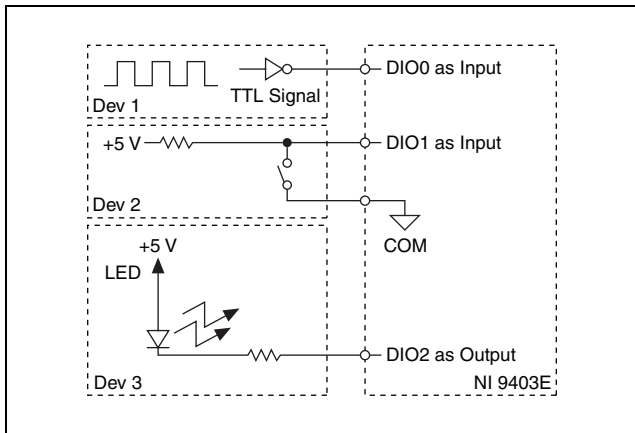 DIO0 as Input
TTL Signal
Dev 1
+5 V
DIO1 as Input
Dev 2
COM
+5 V
LED
DIO2 as Output
Dev 3
NI 9403E